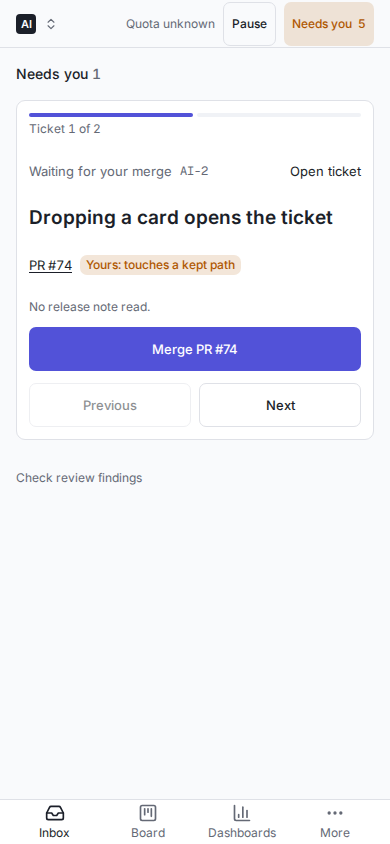 AI Quota unknown Pause Needs you 5
Needs you 1
Ticket 1 of 2
Waiting for your merge AI-2 Open ticket
Dropping a card opens the ticket
PR #74 Yours: touches a kept path
No release note read.
Merge PR #74
Previous Next
Check review findings
Inbox Board Dashboards More